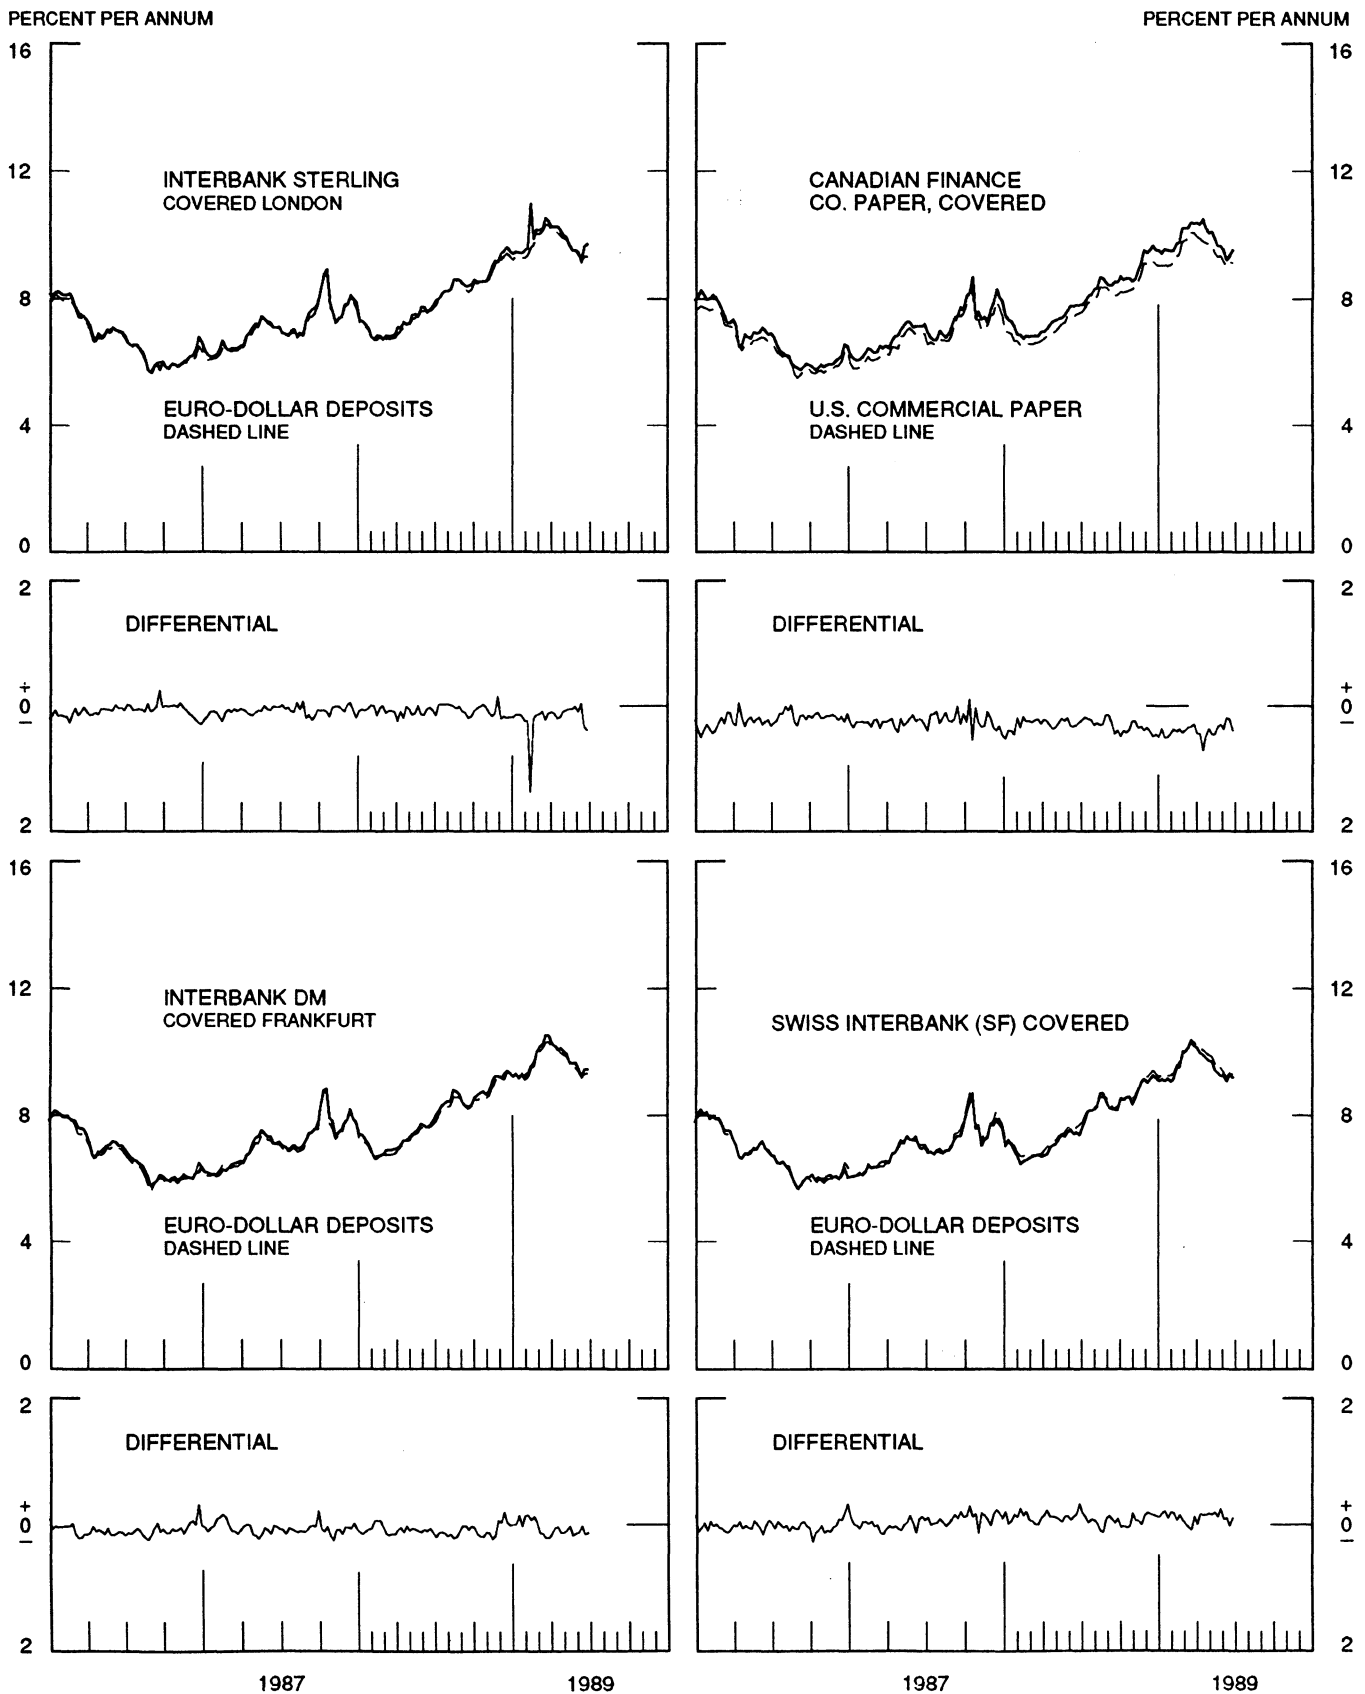 PERCENT PER ANNUM
PERCENT PER ANNUM
16
12
8
4
0
INTERBANK STERLING
COVERED LONDON
EURO-DOLLAR DEPOSITS
DASHED LINE
CANADIAN FINANCE
CO. PAPER, COVERED
U.S. COMMERCIAL PAPER
DASHED LINE
16
12
8
4
0
2
+
0
−
2
DIFFERENTIAL
DIFFERENTIAL
2
+
0
−
2
16
12
8
4
0
INTERBANK DM
COVERED FRANKFURT
EURO-DOLLAR DEPOSITS
DASHED LINE
SWISS INTERBANK (SF) COVERED
EURO-DOLLAR DEPOSITS
DASHED LINE
16
12
8
4
0
2
+
0
−
2
DIFFERENTIAL
DIFFERENTIAL
2
+
0
−
2
1987
1989
1987
1989